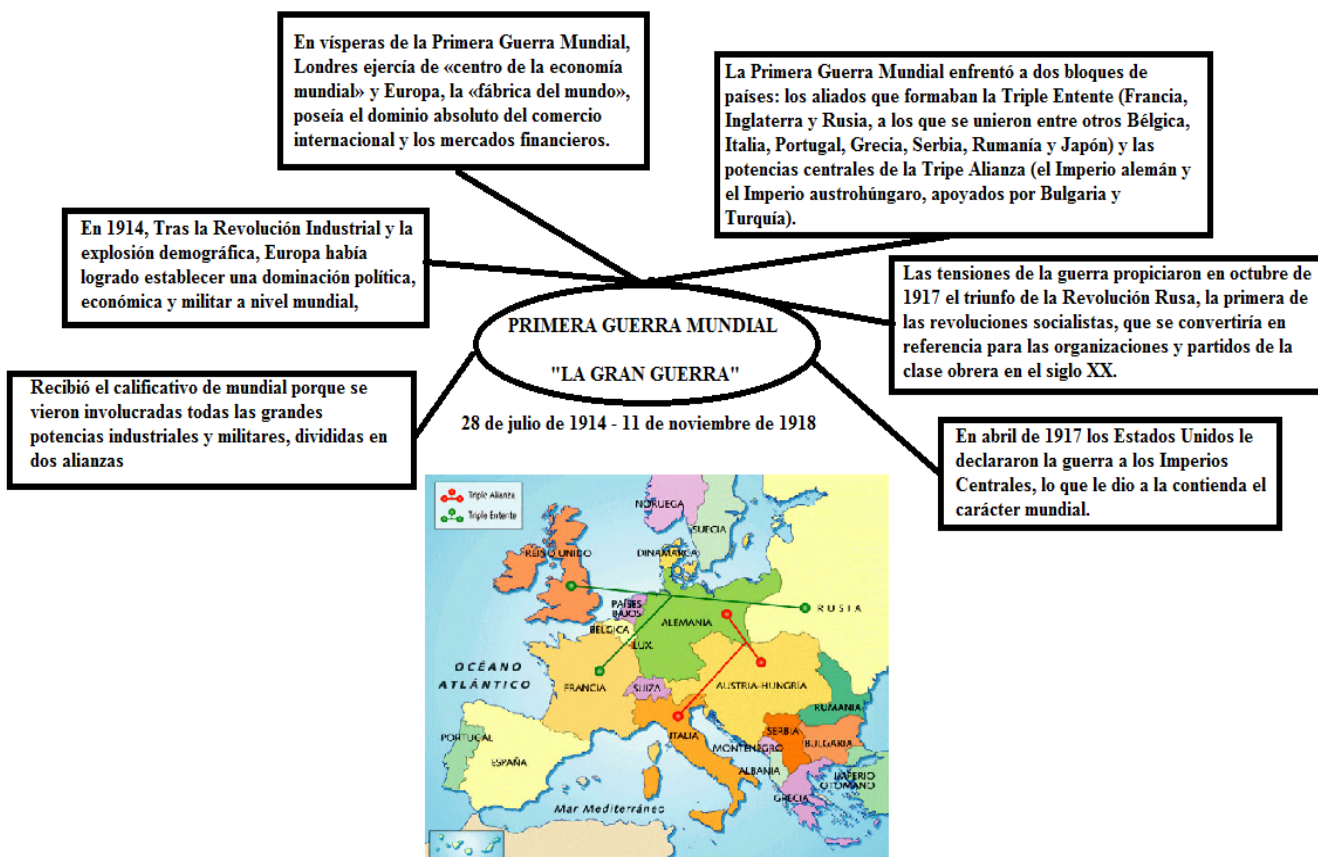 En vísperas de la Primera Guerra Mundial,
Londres ejercía de «centro de la economía
mundial» y Europa, la «fábrica del mundo»,
poseía el dominio absoluto del comercio
internacional y los mercados financieros.
La Primera Guerra Mundial enfrentó a dos bloques de
países: los aliados que formaban la Triple Entente (Francia,
Inglaterra y Rusia, a los que se unieron entre otros Bélgica,
Italia, Portugal, Grecia, Serbia, Rumanía y Japón) y las
potencias centrales de la Tripe Alianza (el Imperio alemán y
el Imperio austrohúngaro, apoyados por Bulgaria y
Turquía).
En 1914, Tras la Revolución Industrial y la
explosión demográfica, Europa había
logrado establecer una dominación política,
económica y militar a nivel mundial,
Las tensiones de la guerra propiciaron en octubre de
1917 el triunfo de la Revolución Rusa, la primera de
las revoluciones socialistas, que se convertiría en
referencia para las organizaciones y partidos de la
clase obrera en el siglo XX.
PRIMERA GUERRA MUNDIAL
"LA GRAN GUERRA"
28 de julio de 1914 - 11 de noviembre de 1918
Recibió el calificativo de mundial porque se
vieron involucradas todas las grandes
potencias industriales y militares, divididas en
dos alianzas
En abril de 1917 los Estados Unidos le
declararon la guerra a los Imperios
Centrales, lo que le dio a la contienda el
carácter mundial.
Triple Alianza
Triple Entente
NORUEGA
SUECIA
REINO UNIDO
DINAMARCA
PAÍSES
BAJOS
RUSIA
ALEMANIA
BÉLGICA
LUX.
OCÉANO
ATLÁNTICO
FRANCIA
SUIZA
AUSTRIA-HUNGRÍA
RUMANIA
ITALIA
SERBIA
PORTUGAL
ESPAÑA
MONTENEGRO
BULGARIA
ALBANIA
IMPERIO
OTOMANO
GRECIA
Mar Mediterráneo